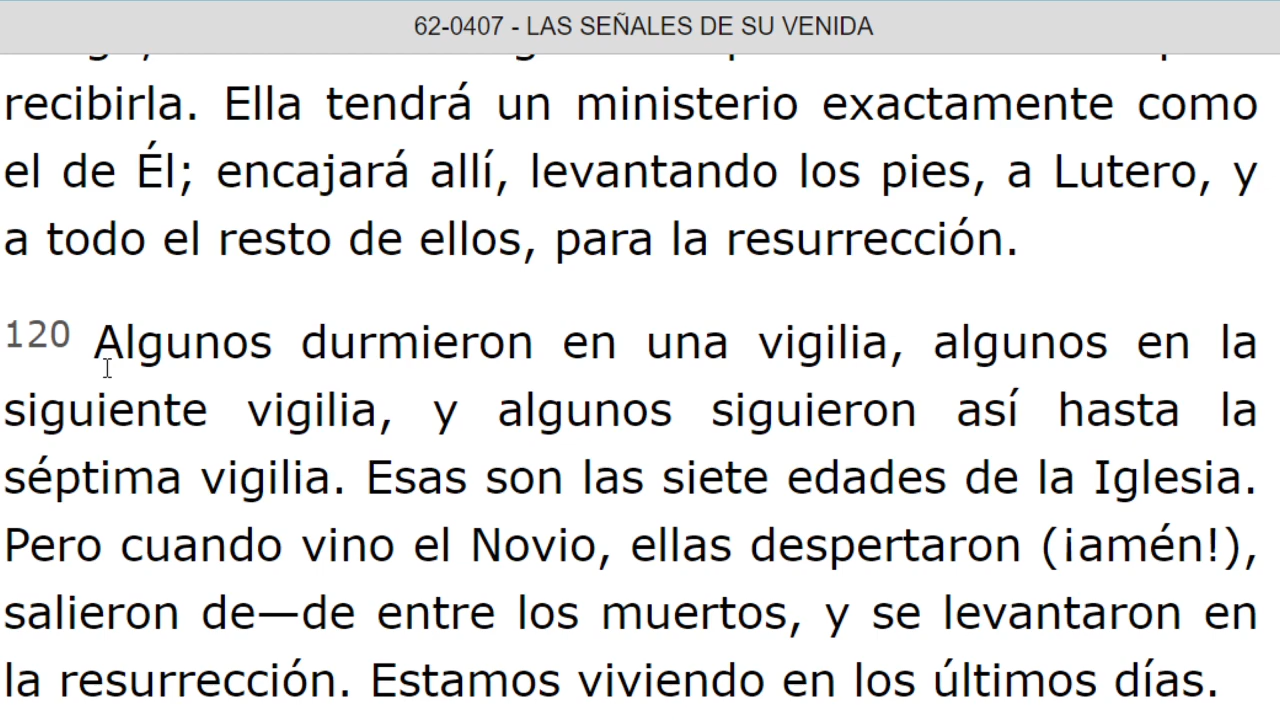 62-0407 - LAS SEÑALES DE SU VENIDA
recibirla. Ella tendrá un ministerio exactamente como
el de Él; encajará allí, levantando los pies, a Lutero, y
a todo el resto de ellos, para la resurrección.
120 Algunos durmieron en una vigilia, algunos en la
siguiente vigilia, y algunos siguieron así hasta la
séptima vigilia. Esas son las siete edades de la Iglesia.
Pero cuando vino el Novio, ellas despertaron (¡amén!),
salieron de—de entre los muertos, y se levantaron en
la resurrección. Estamos viviendo en los últimos días.